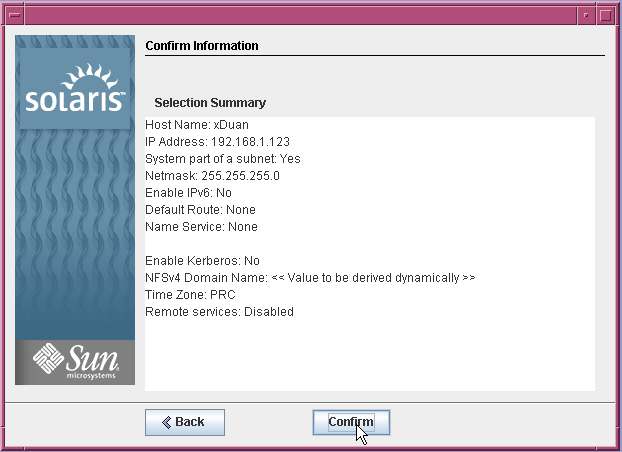 Confirm Information
solaris™
Selection Summary
Host Name: xDuan
IP Address: 192.168.1.123
System part of a subnet: Yes
Netmask: 255.255.255.0
Enable IPv6: No
Default Route: None
Name Service: None
Enable Kerberos: No
NFSv4 Domain Name: << Value to be derived dynamically >>
Time Zone: PRC
Remote services: Disabled
Sun
microsystems
Back
Confirm